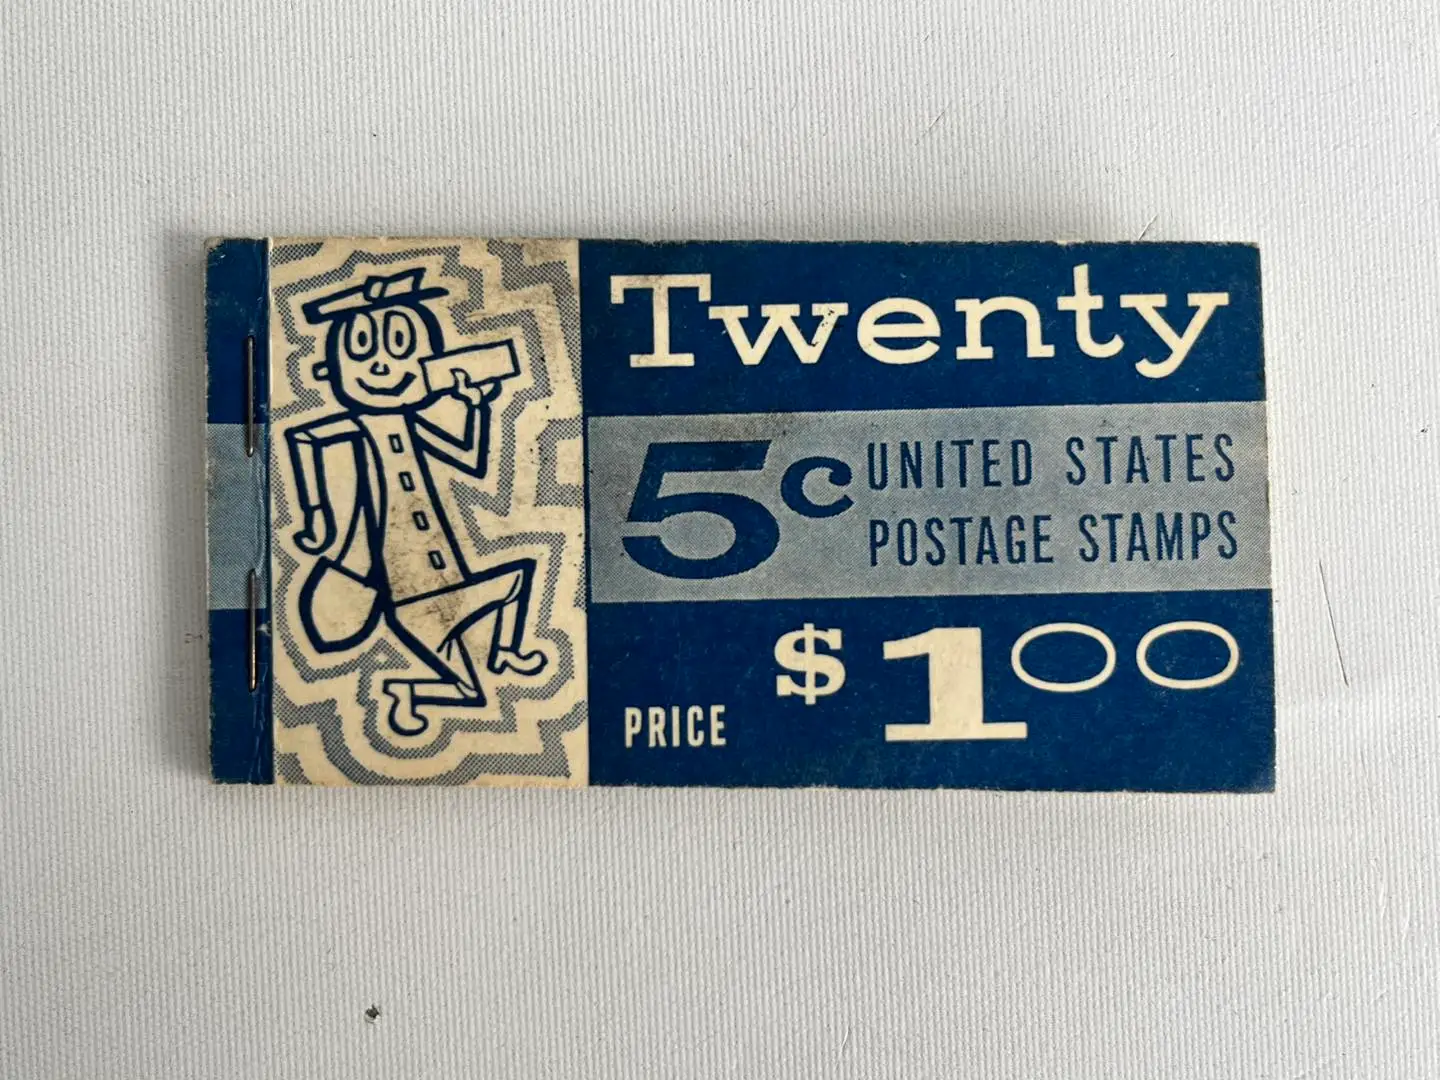 Twenty
5c UNITED STATES
POSTAGE STAMPS
PRICE $1.00